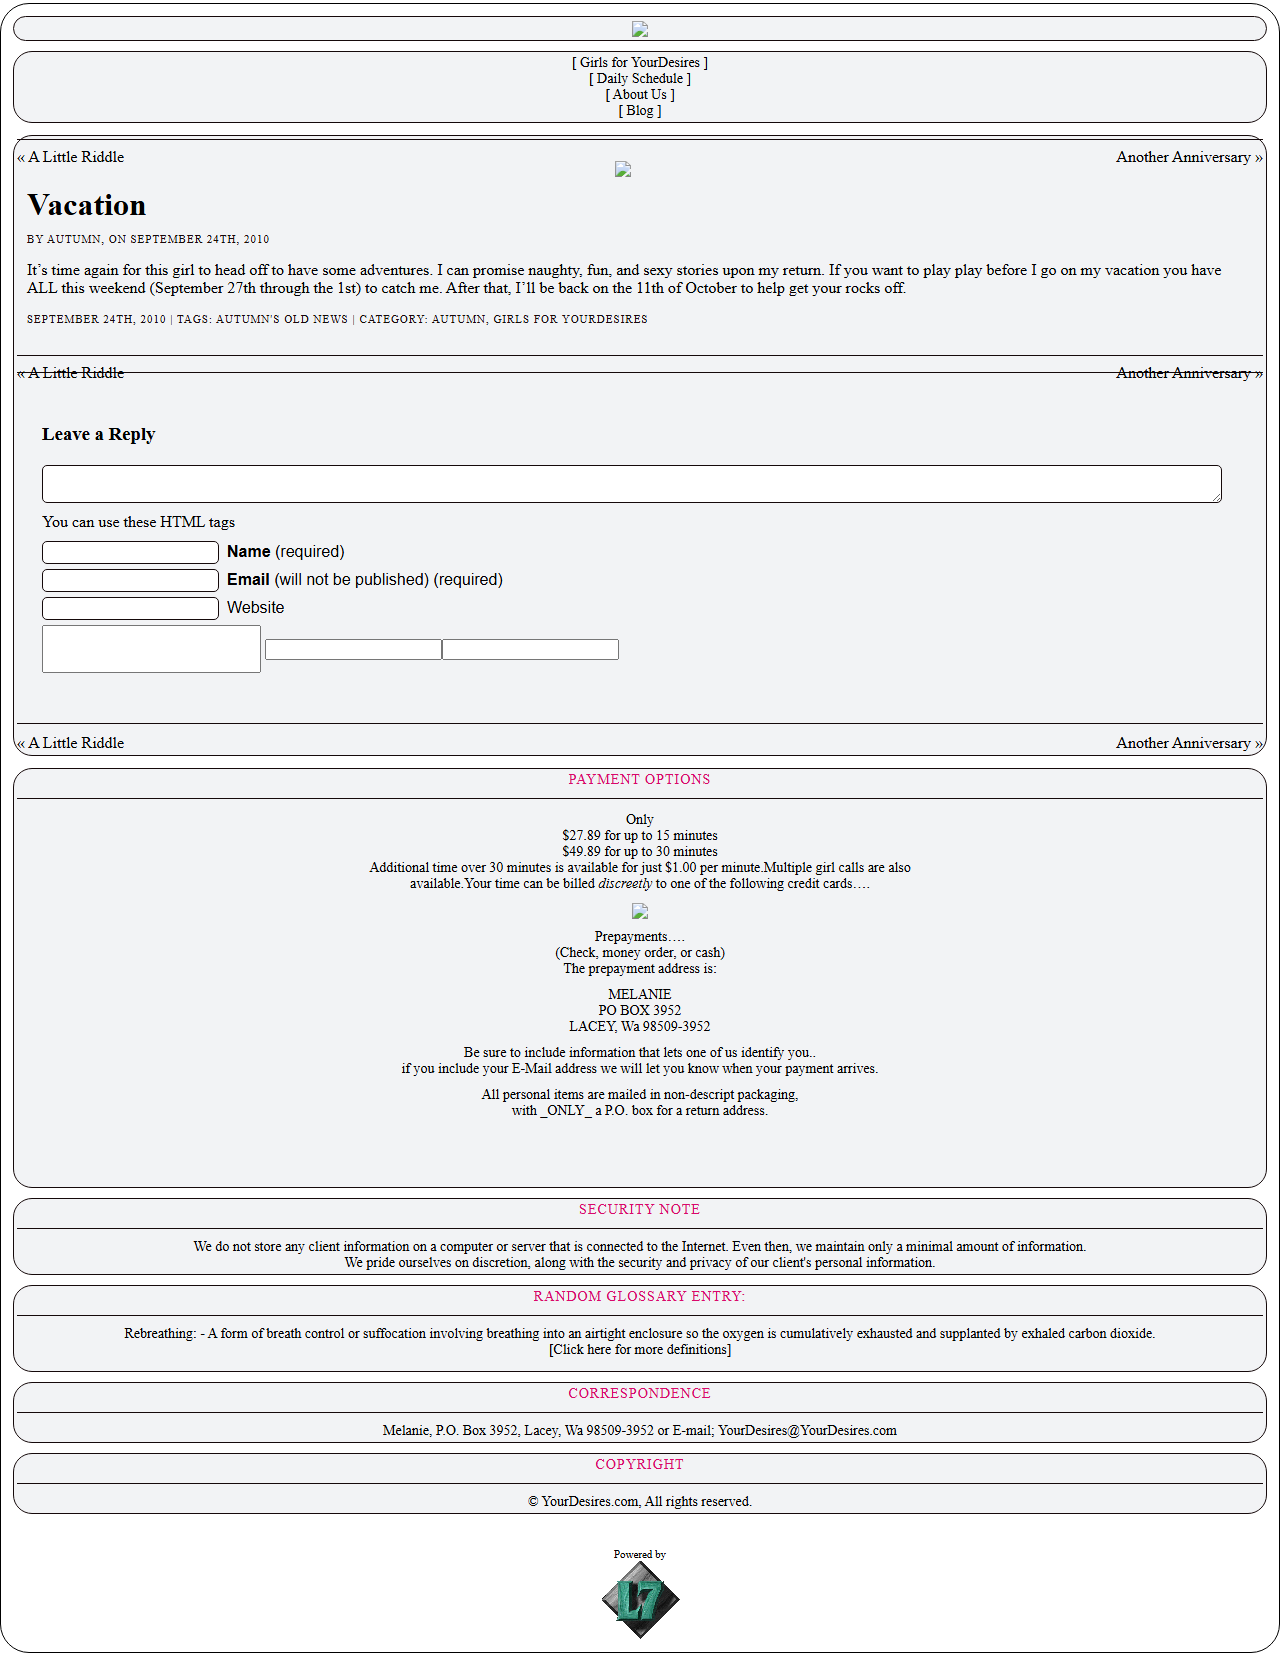 [ Girls for YourDesires ]
[ Daily Schedule ]
[ About Us ]
[ Blog ]
« A Little Riddle
Another Anniversary »
Vacation
BY AUTUMN, ON SEPTEMBER 24TH, 2010
It’s time again for this girl to head off to have some adventures. I can promise naughty, fun, and sexy stories upon my return. If you want to play play before I go on my vacation you have
ALL this weekend (September 27th through the 1st) to catch me. After that, I’ll be back on the 11th of October to help get your rocks off.
SEPTEMBER 24TH, 2010 | TAGS: AUTUMN'S OLD NEWS | CATEGORY: AUTUMN, GIRLS FOR YOURDESIRES
« A Little Riddle
Another Anniversary »
Leave a Reply
You can use these HTML tags
Name (required)
Email (will not be published) (required)
Website
« A Little Riddle
Another Anniversary »
PAYMENT OPTIONS
Only
$27.89 for up to 15 minutes
$49.89 for up to 30 minutes
Additional time over 30 minutes is available for just $1.00 per minute.Multiple girl calls are also
available.Your time can be billed discreetly to one of the following credit cards….
Prepayments….
(Check, money order, or cash)
The prepayment address is:
MELANIE
PO BOX 3952
LACEY, Wa 98509-3952
Be sure to include information that lets one of us identify you..
if you include your E-Mail address we will let you know when your payment arrives.
All personal items are mailed in non-descript packaging,
with _ONLY_ a P.O. box for a return address.
SECURITY NOTE
We do not store any client information on a computer or server that is connected to the Internet. Even then, we maintain only a minimal amount of information.
We pride ourselves on discretion, along with the security and privacy of our client's personal information.
RANDOM GLOSSARY ENTRY:
Rebreathing: - A form of breath control or suffocation involving breathing into an airtight enclosure so the oxygen is cumulatively exhausted and supplanted by exhaled carbon dioxide.
[Click here for more definitions]
CORRESPONDENCE
Melanie, P.O. Box 3952, Lacey, Wa 98509-3952 or E-mail; YourDesires@YourDesires.com
COPYRIGHT
© YourDesires.com, All rights reserved.
Powered by
L7